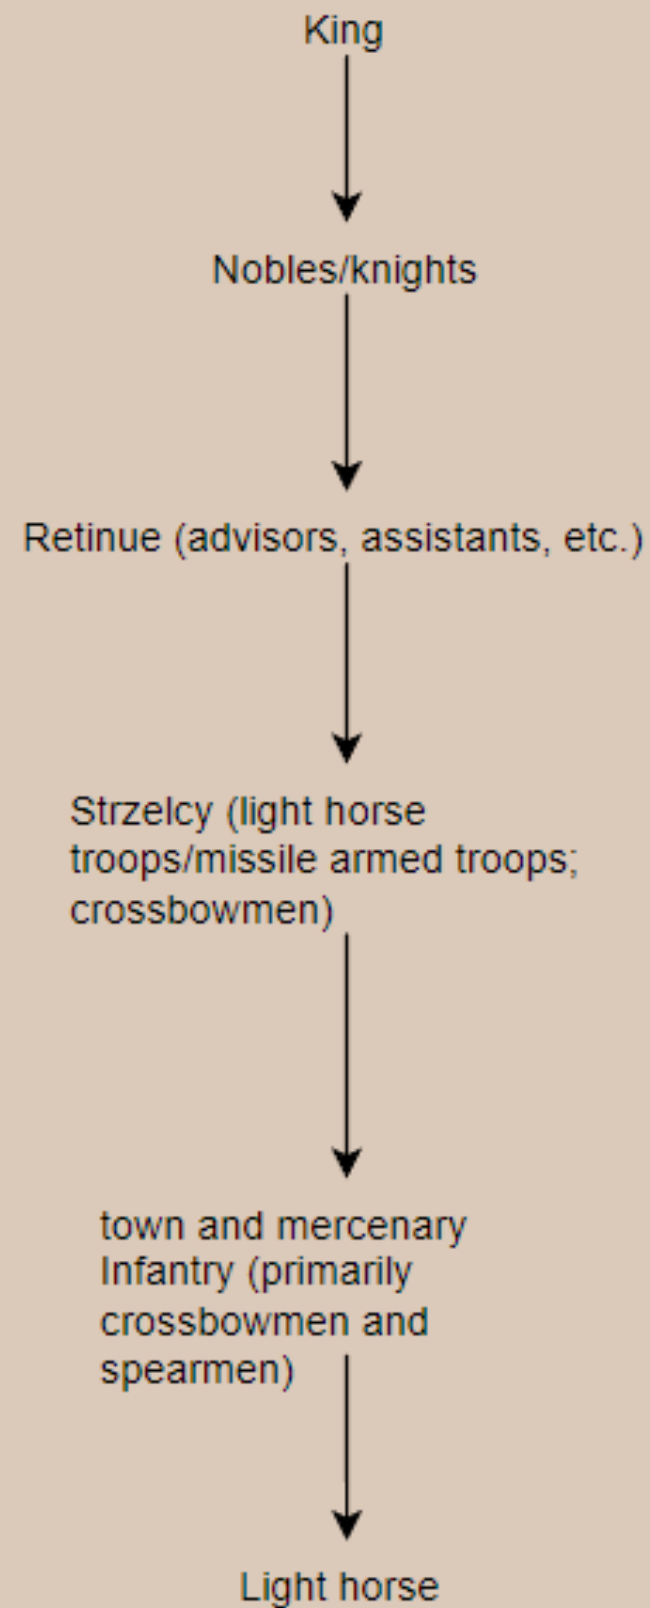 King
Nobles/knights
Retinue (advisors, assistants, etc.)
Strzelcy (light horse
troops/missile armed troops;
crossbowmen)
town and mercenary
Infantry (primarily
crossbowmen and
spearmen)
Light horse